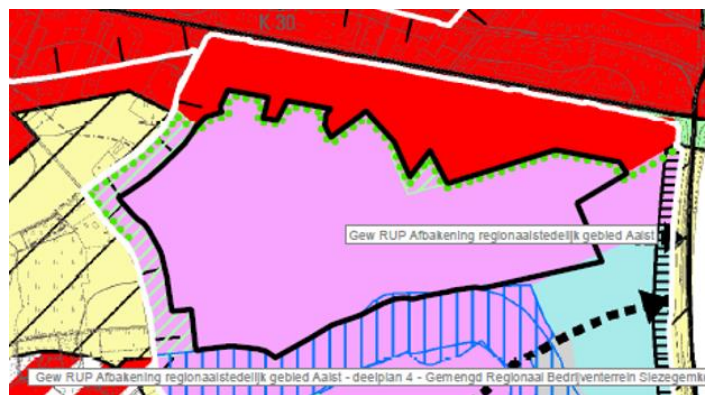 K 30
Gew RUP Afbakening regionaalstedelijk gebied Aalst
Gew RUP Afbakening regionaalstedelijk gebied Aalst - deelplan 4 - Gemengd Regionaal Bedrijventerrein Siezegemk